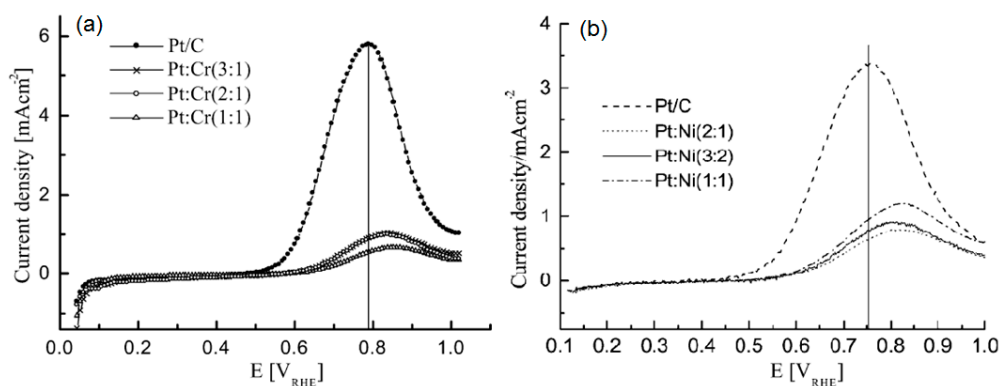 (a)
Pt/C
Pt:Cr(3:1)
Pt:Cr(2:1)
Pt:Cr(1:1)
Current density [mAcm-2]
6
4
2
0
0.0 0.2 0.4 0.6 0.8 1.0
E [VRHE]
(b)
Pt/C
Pt:Ni(2:1)
Pt:Ni(3:2)
Pt:Ni(1:1)
Current density/mAcm-2
4
3
2
1
0
0.1 0.2 0.3 0.4 0.5 0.6 0.7 0.8 0.9 1.0
E [VRHE]